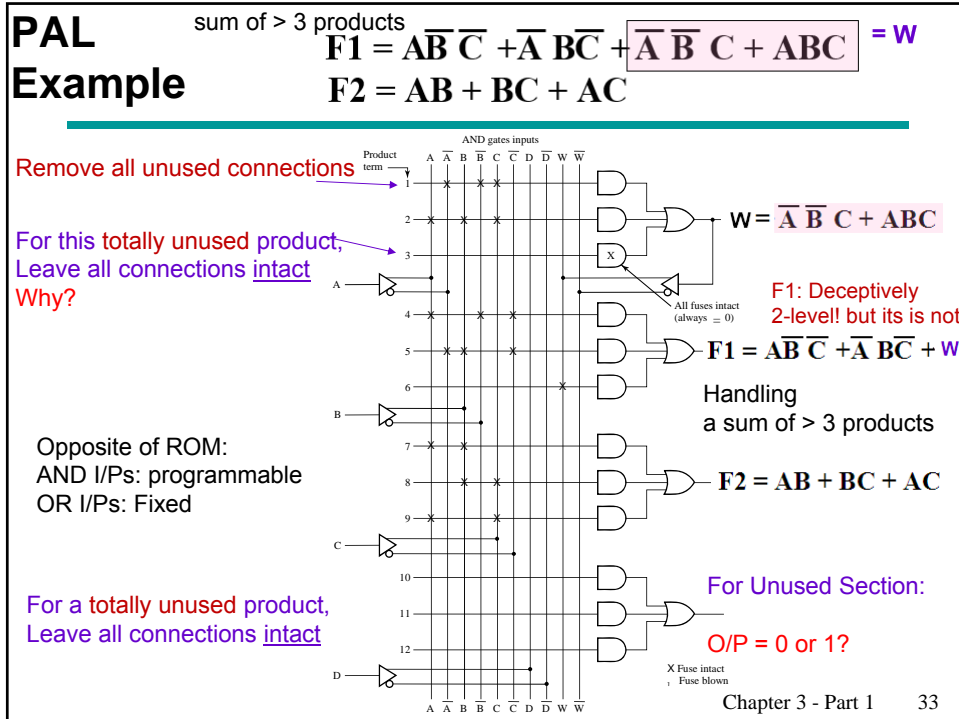 PAL
Example
sum of > 3 products
F1 = AB̅ C̅ + A̅ BC̅ + A̅ B̅ C + ABC
= W
F2 = AB + BC + AC
AND gates inputs
Product
term
A A̅ B B̅ C C̅ D D̅ W W̅
Remove all unused connections
1
2
W = A̅ B̅ C + ABC
For this totally unused product,
Leave all connections intact
Why?
3
X
A
All fuses intact
(always = 0)
F1: Deceptively
2-level! but its is not
4
5
F1 = AB̅ C̅ + A̅ BC̅ + W
6
Handling
a sum of > 3 products
B
7
Opposite of ROM:
AND I/Ps: programmable
OR I/Ps: Fixed
8
F2 = AB + BC + AC
9
C
10
For Unused Section:
For a totally unused product,
Leave all connections intact
11
O/P = 0 or 1?
12
D
X Fuse intact
Fuse blown
A A̅ B B̅ C C̅ D D̅ W W̅
Chapter 3 - Part 1 33